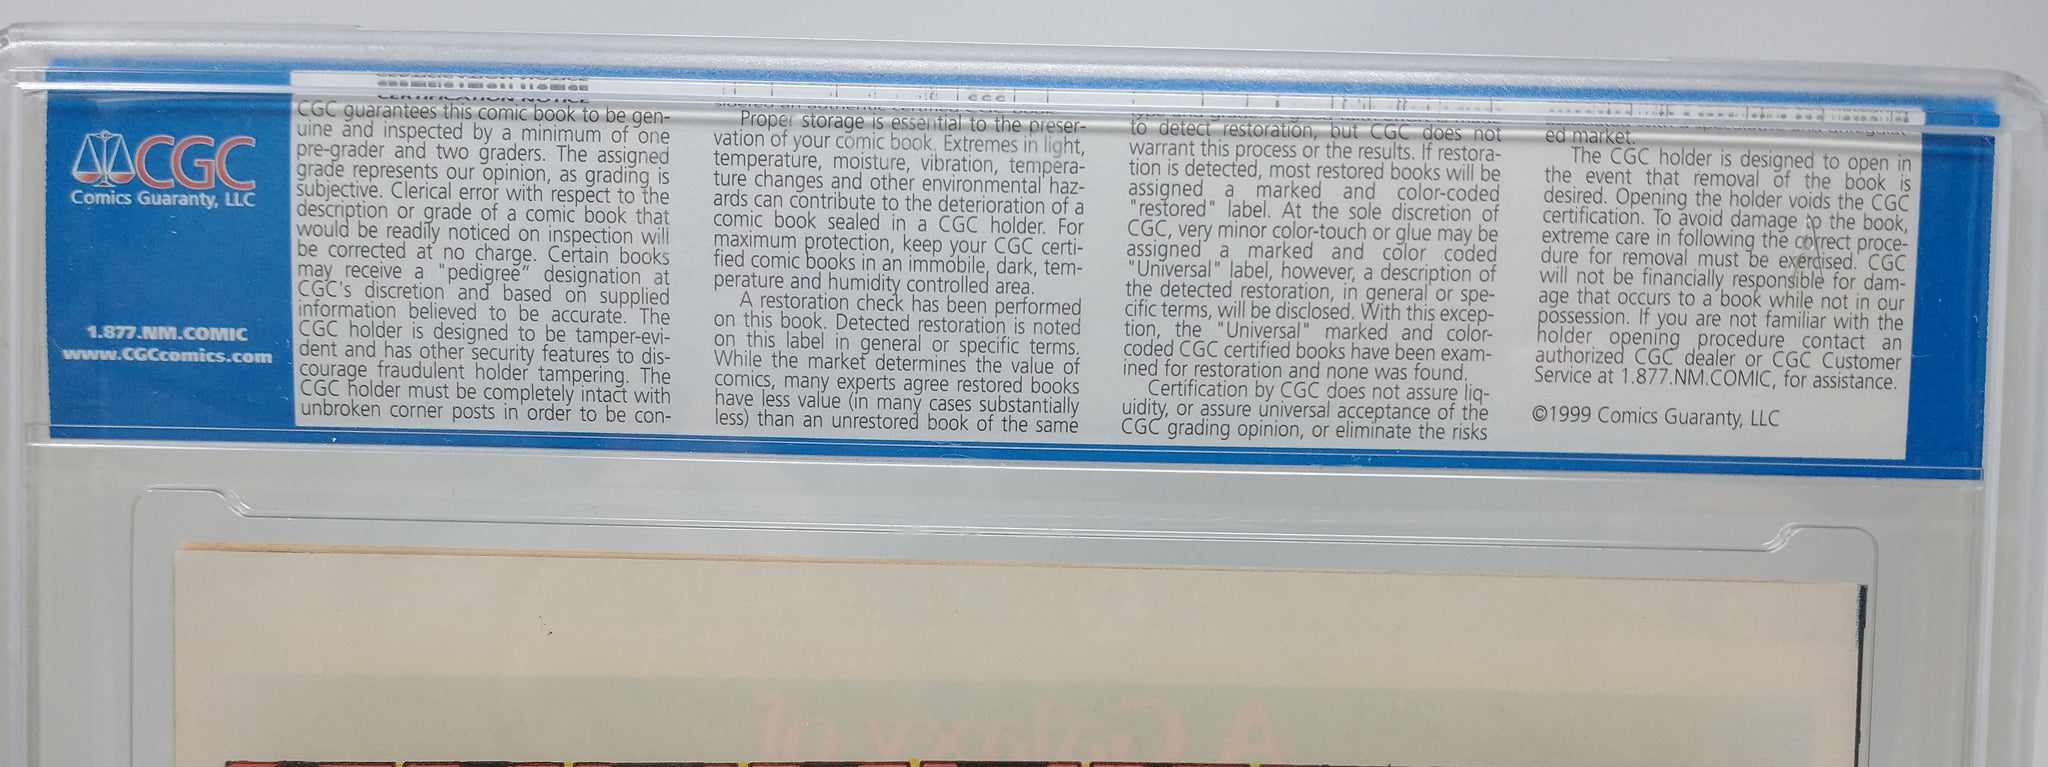 CGC
Comics Guaranty, LLC
1.877.NM.COMIC
www.CGCcomics.com
CERTIFICATION NOTICE
CGC guarantees this comic book to be gen-
uine and inspected by a minimum of one
pre-grader and two graders. The assigned
grade represents our opinion, as grading is
subjective. Clerical error with respect to the
description or grade of a comic book that
would be readily noticed on inspection will
be corrected at no charge. Certain books
may receive a "pedigree" designation at
CGC's discretion and based on supplied
information believed to be accurate. The
CGC holder is designed to be tamper-evi-
dent and has other security features to dis-
courage fraudulent holder tampering. The
CGC holder must be completely intact with
unbroken corner posts in order to be con-
Proper storage is essential to the preser-
vation of your comic book. Extremes in light,
temperature, moisture, vibration, tempera-
ture changes and other environmental haz-
ards can contribute to the deterioration of a
comic book sealed in a CGC holder. For
maximum protection, keep your CGC certi-
fied comic books in an immobile, dark, tem-
perature and humidity controlled area.
A restoration check has been performed
on this book. Detected restoration is noted
on this label in general or specific terms.
While the market determines the value of
comics, many experts agree restored books
have less value (in many cases substantially
less) than an unrestored book of the same
to detect restoration, but CGC does not
warrant this process or the results. If restora-
tion is detected, most restored books will be
assigned a marked and color-coded
"restored" label. At the sole discretion of
CGC, very minor color-touch or glue may be
assigned a marked and color coded
"Universal" label, however, a description of
the detected restoration, in general or spe-
cific terms, will be disclosed. With this excep-
tion, the "Universal" marked and color-
coded CGC certified books have been exam-
ined for restoration and none was found.
Certification by CGC does not assure liq-
uidity, or assure universal acceptance of the
CGC grading opinion, or eliminate the risks
ed market.
The CGC holder is designed to open in
the event that removal of the book is
desired. Opening the holder voids the CGC
certification. To avoid damage to the book,
extreme care in following the correct proce-
dure for removal must be exercised. CGC
will not be financially responsible for dam-
age that occurs to a book while not in our
possession. If you are not familiar with the
holder opening procedure contact an
authorized CGC dealer or CGC Customer
Service at 1.877.NM.COMIC, for assistance.
©1999 Comics Guaranty, LLC
A Galaxy of